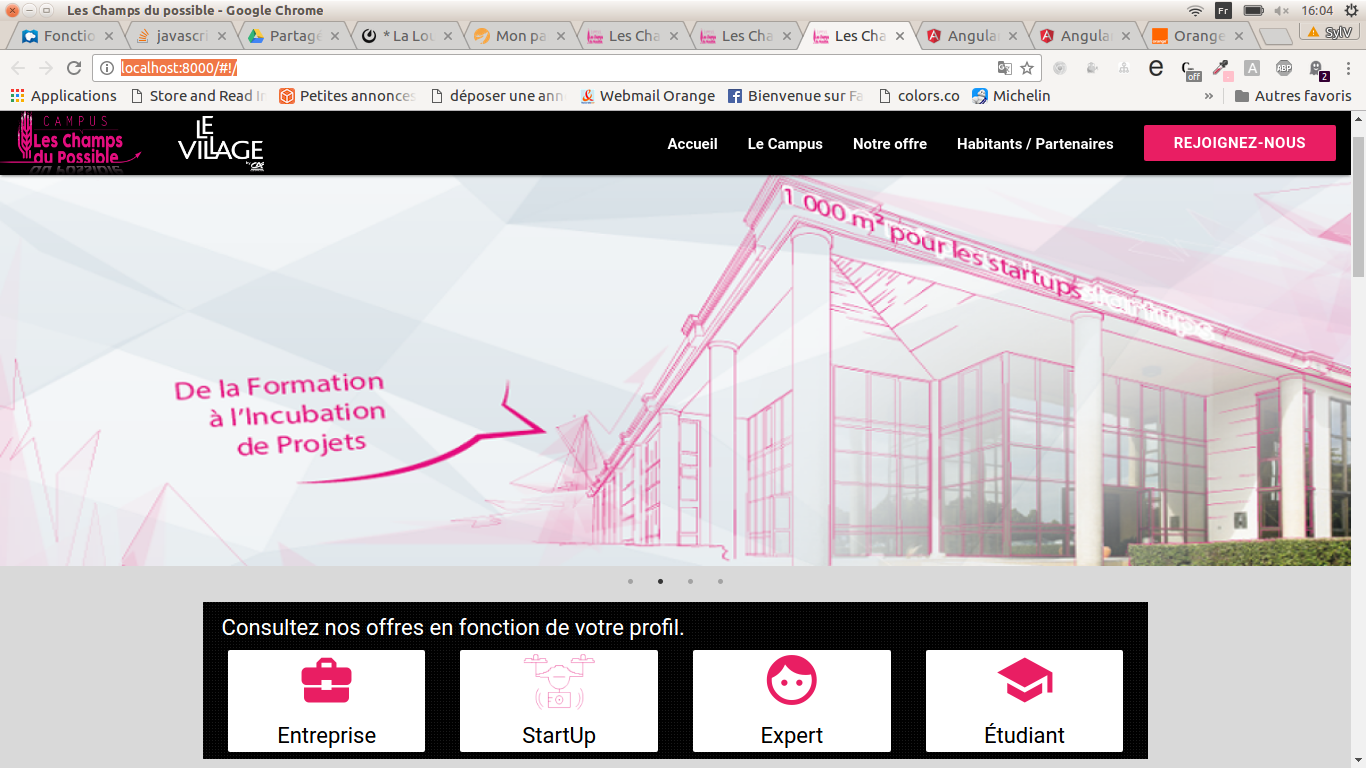 Les Champs du possible - Google Chrome
Fr
16:04
Fonctio
javascri
Partagé
* La Lou
Mon pa
Les Cha
Les Cha
Les Cha
Angula
Angula
Orange
SylV
localhost:8000/#!/
e
off
A
ABP
2
Applications
Store and Read I
Petites annonces
déposer une ann
Webmail Orange
Bienvenue sur Fa
colors.co
Michelin
»
Autres favoris
CAMPUS
Les Champs
du Possible
LE
VILLAGE
by CA
Accueil
Le Campus
Notre offre
Habitants / Partenaires
REJOIGNEZ-NOUS
1 000 m² pour les startups
De la Formation
à l'Incubation
de Projets
Consultez nos offres en fonction de votre profil.
Entreprise
StartUp
Expert
Étudiant